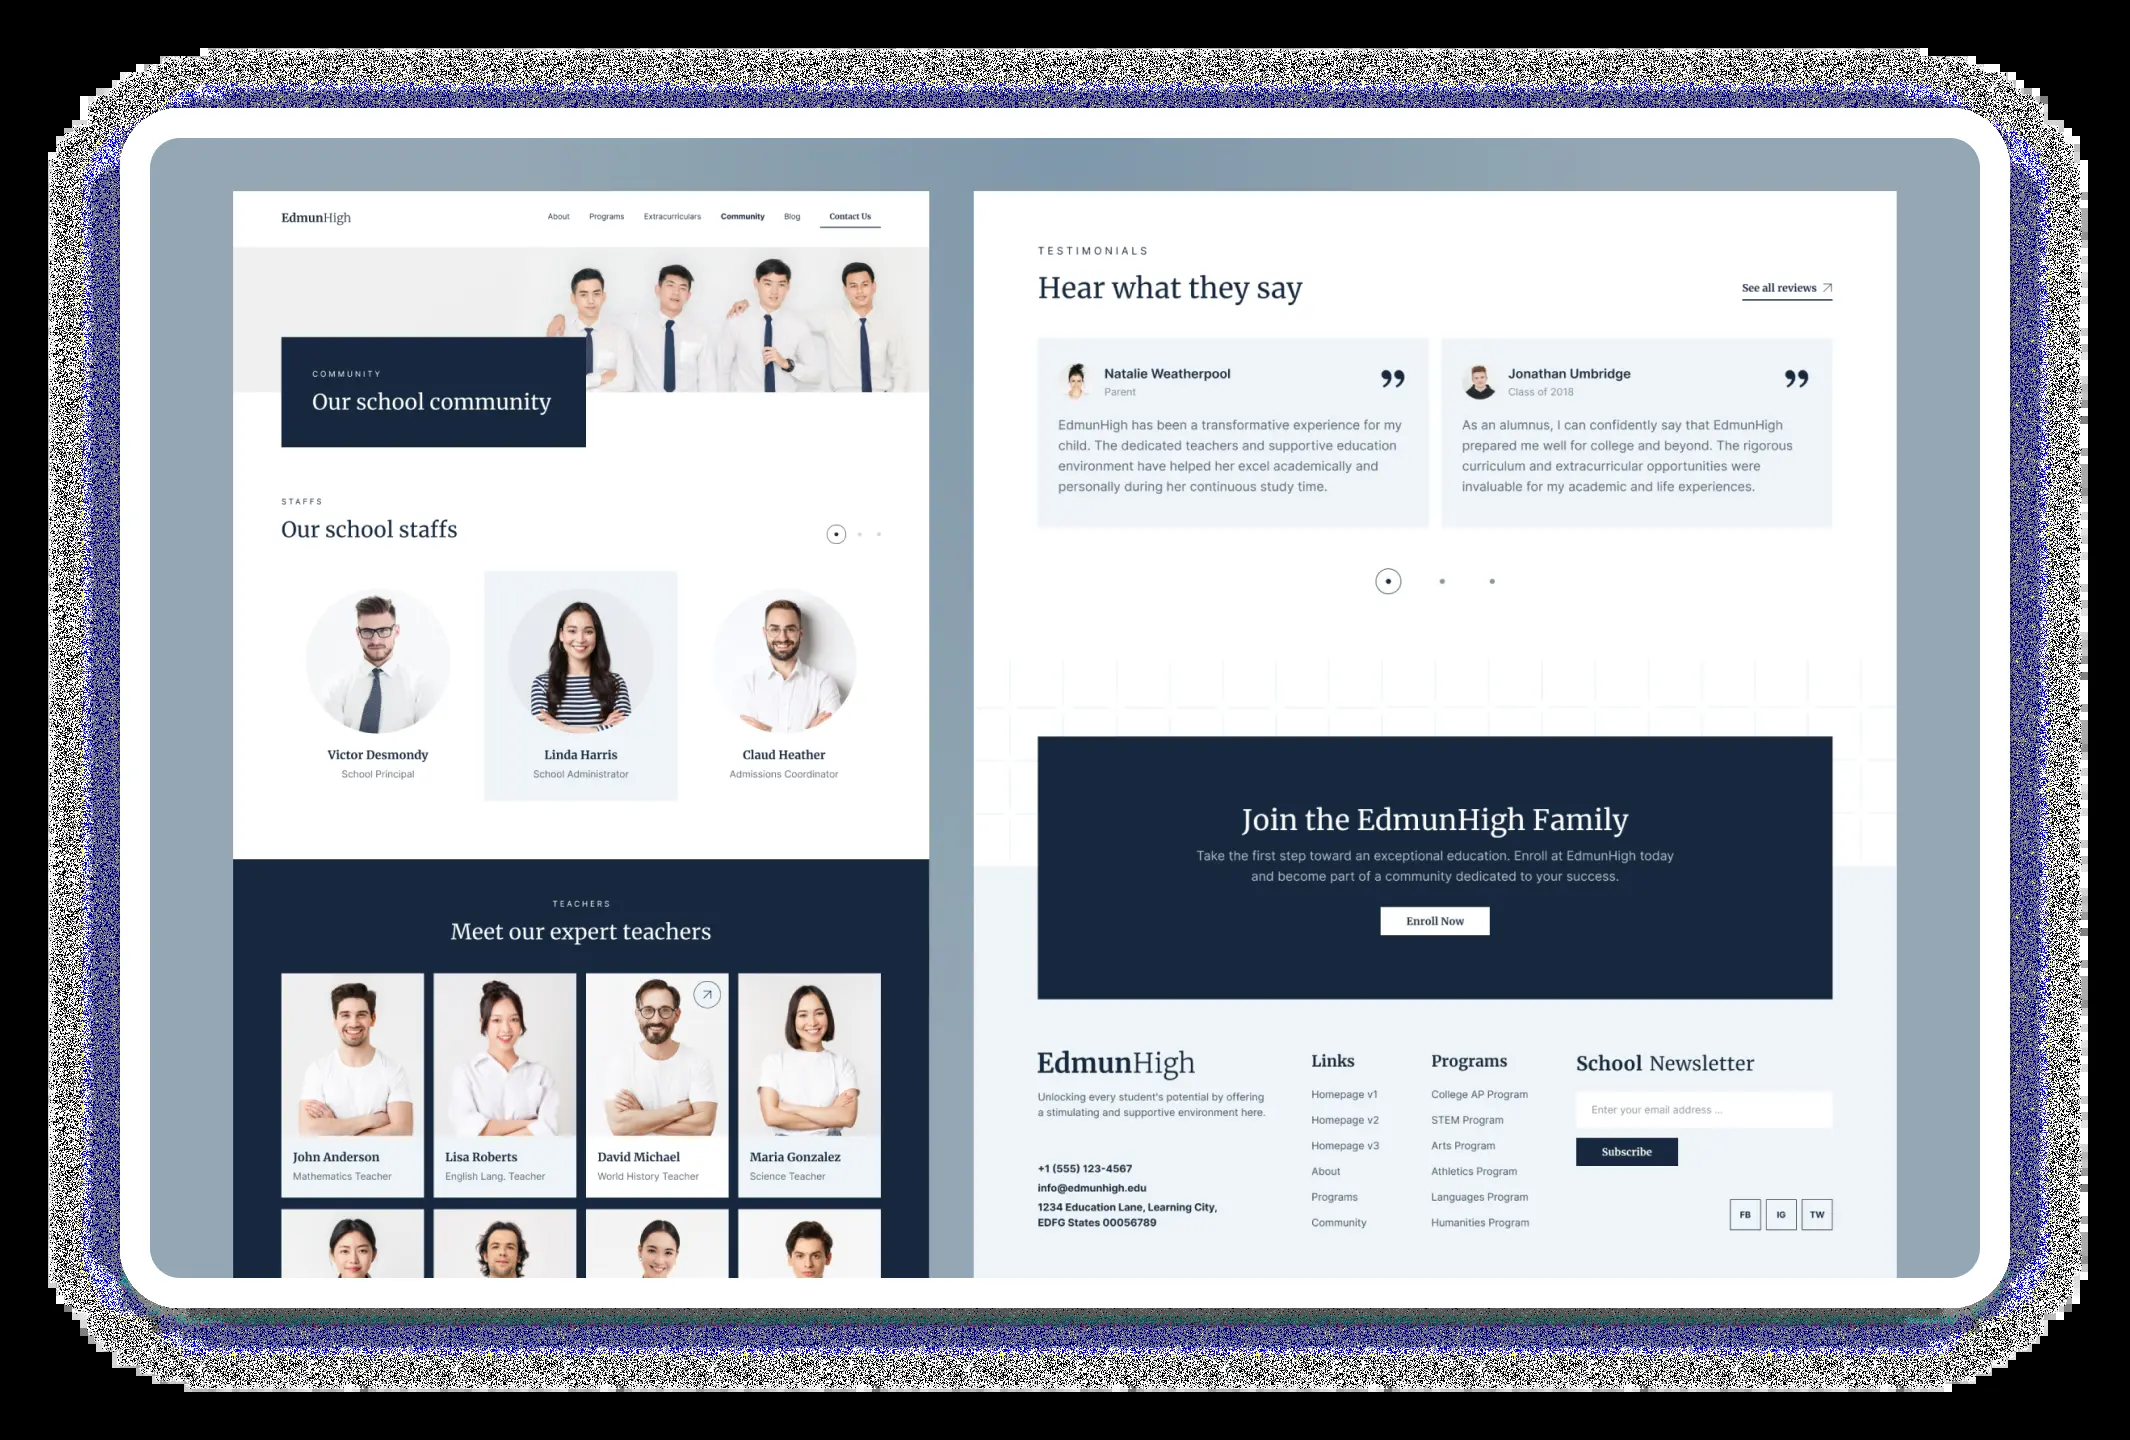 EdmunHigh
About Programs Extracurriculars Community Blog Contact Us
COMMUNITY
Our school community
STAFFS
Our school staffs
Victor Desmondy
School Principal
Linda Harris
School Administrator
Claud Heather
Admissions Coordinator
TEACHERS
Meet our expert teachers
John Anderson
Mathematics Teacher
Lisa Roberts
English Lang. Teacher
David Michael
World History Teacher
Maria Gonzalez
Science Teacher
TESTIMONIALS
Hear what they say
See all reviews
Natalie Weatherpool
Parent
EdmunHigh has been a transformative experience for my
child. The dedicated teachers and supportive education
environment have helped her excel academically and
personally during her continuous study time.
Jonathan Umbridge
Class of 2018
As an alumnus, I can confidently say that EdmunHigh
prepared me well for college and beyond. The rigorous
curriculum and extracurricular opportunities were
invaluable for my academic and life experiences.
Join the EdmunHigh Family
Take the first step toward an exceptional education. Enroll at EdmunHigh today
and become part of a community dedicated to your success.
Enroll Now
EdmunHigh
Unlocking every student's potential by offering
a stimulating and supportive environment here.
+1 (555) 123-4567
info@edmunhigh.edu
1234 Education Lane, Learning City,
EDFG States 00056789
Links
Homepage v1
Homepage v2
Homepage v3
About
Programs
Community
Programs
College AP Program
STEM Program
Arts Program
Athletics Program
Languages Program
Humanities Program
School Newsletter
Enter your email address ...
Subscribe
FB IG TW